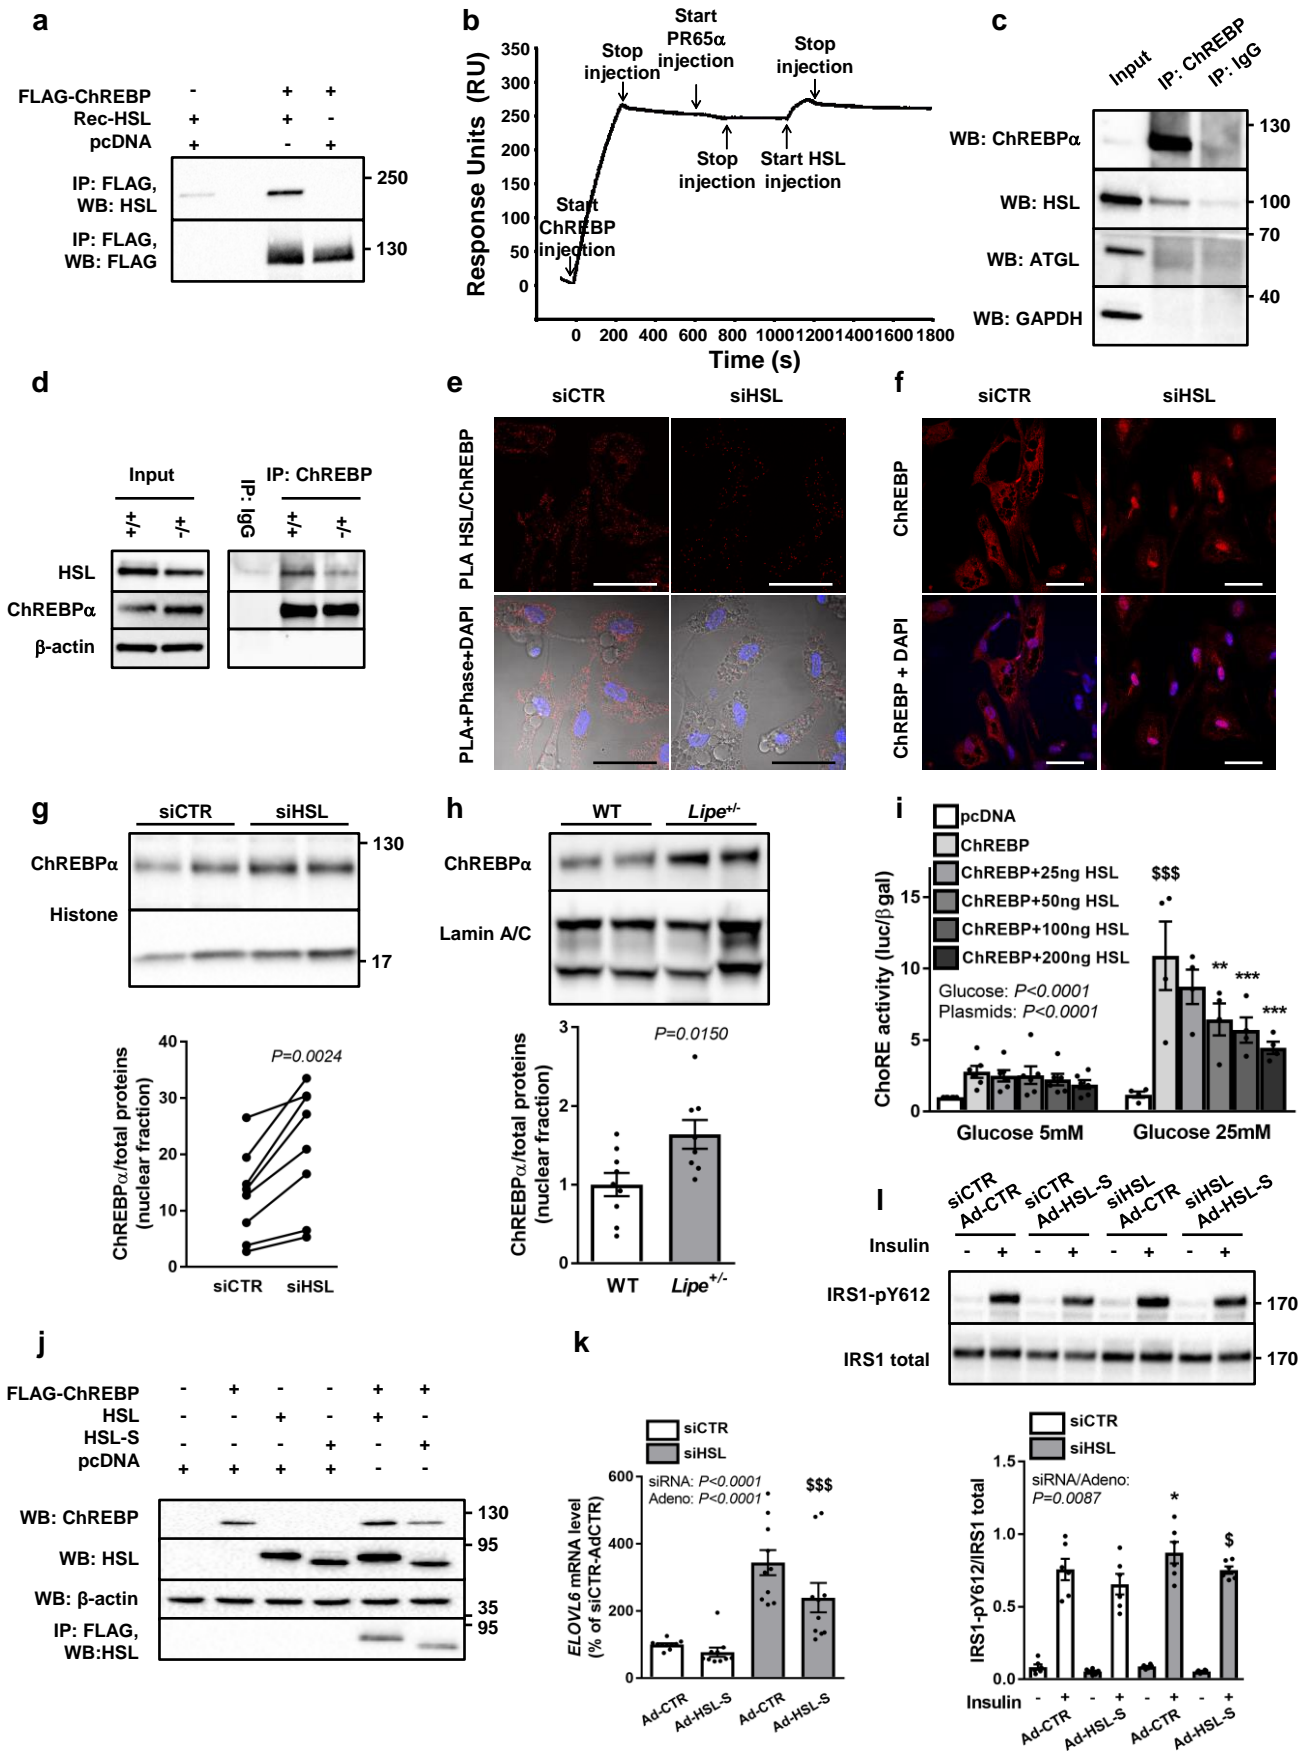 a
FLAG-ChREBP - + +
Rec-HSL + + -
pcDNA + - +
IP: FLAG,
WB: HSL
250
IP: FLAG,
WB: FLAG
130
b
Response Units (RU)
350
300
250
200
150
100
50
0
Start
ChREBP
injection
Stop
injection
Start
PR65α
injection
Stop
injection
Start HSL
injection
Stop
injection
0 200 400 600 800 1000 1200 1400 1600 1800
Time (s)
c
Input
IP: ChREBP
IP: IgG
WB: ChREBPα
130
WB: HSL
100
70
WB: ATGL
40
WB: GAPDH
d
Input
IP: IgG
IP: ChREBP
+/+ +/- +/+ +/-
HSL
ChREBPα
β-actin
e
siCTR siHSL
PLA HSL/ChREBP
PLA+Phase+DAPI
f
siCTR siHSL
ChREBP
ChREBP + DAPI
g
siCTR siHSL
ChREBPα
130
Histone
17
ChREBPα/total proteins
(nuclear fraction)
40
30
20
10
0
P=0.0024
siCTR siHSL
h
WT Lipe+/-
ChREBPα
Lamin A/C
ChREBPα/total proteins
(nuclear fraction)
3
2
1
0
P=0.0150
WT Lipe+/-
i
pcDNA
ChREBP
ChREBP+25ng HSL
ChREBP+50ng HSL
ChREBP+100ng HSL
ChREBP+200ng HSL
Glucose: P<0.0001
Plasmids: P<0.0001
ChoRE activity (luc/βgal)
15
10
5
0
$$$
**
***
***
Glucose 5mM Glucose 25mM
j
FLAG-ChREBP - + - - + +
HSL - - + - + -
HSL-S - - - + - +
pcDNA + + + + - -
WB: ChREBP
130
95
WB: HSL
WB: β-actin
35
95
IP: FLAG,
WB:HSL
k
siCTR
siHSL
siRNA: P<0.0001
Adeno: P<0.0001
$$$
ELOVL6 mRNA level
(% of siCTR-AdCTR)
600
400
200
0
Ad-CTR Ad-HSL-S Ad-CTR Ad-HSL-S
l
siCTR
Ad-CTR
siCTR
Ad-HSL-S
siHSL
Ad-CTR
siHSL
Ad-HSL-S
Insulin - + - + - + - +
IRS1-pY612
170
IRS1 total
170
siCTR
siHSL
siRNA/Adeno:
P=0.0087
*
$
IRS1-pY612/IRS1 total
1.5
1.0
0.5
0.0
Insulin - + - + - + - +
Ad-CTR Ad-HSL-S Ad-CTR Ad-HSL-S